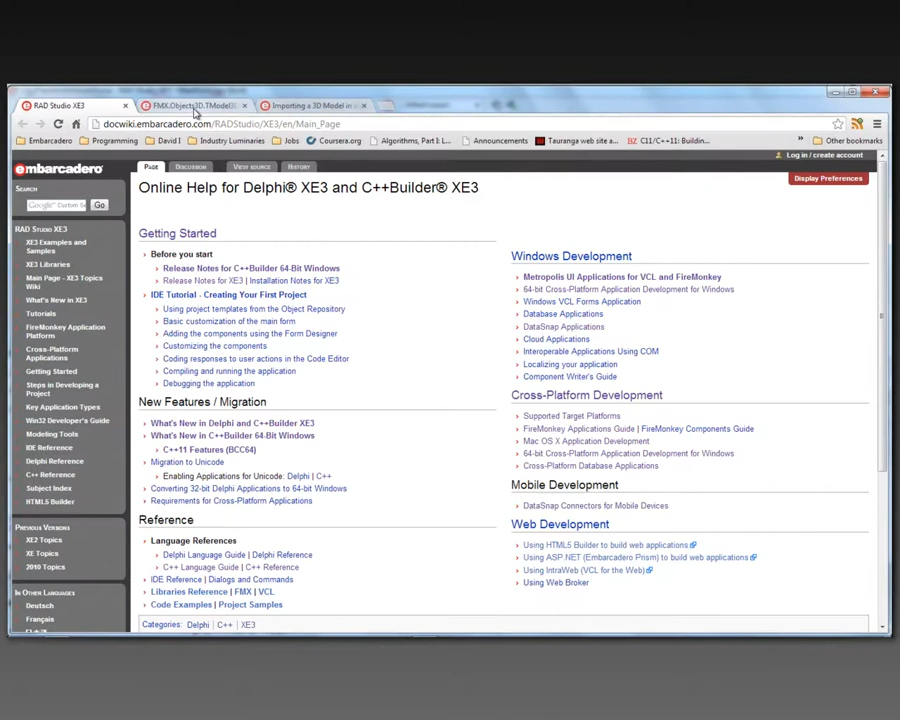 RAD Studio XE3
FMX.Objects3D.TModel3D
Importing a 3D Model in
docwiki.embarcadero.com/RADStudio/XE3/en/Main_Page
Embarcadero
Programming
David I
Industry Luminaries
Jobs
Coursera.org
Algorithms, Part I:
Announcements
Tauranga web site a...
C11/C++11: Buildin...
Other bookmarks
Log in / create account
embarcadero
PAGE
DISCUSSION
VIEW SOURCE
HISTORY
Display Preferences
SEARCH
Google™ Custom Se
Go
Online Help for Delphi® XE3 and C++Builder® XE3
RAD STUDIO XE3
XE3 Examples and
Samples
XE3 Libraries
Main Page - XE3 Topics
Wiki
What's New in XE3
Tutorials
FireMonkey Application
Platform
Cross-Platform
Applications
Getting Started
Steps in Developing a
Project
Key Application Types
Win32 Developer's Guide
Modeling Tools
IDE Reference
Delphi Reference
C++ Reference
Subject Index
HTML5 Builder
PREVIOUS VERSIONS
XE2 Topics
XE Topics
2010 Topics
IN OTHER LANGUAGES
Deutsch
Français
Getting Started
Before you start
Release Notes for C++Builder 64-Bit Windows
Release Notes for XE3 | Installation Notes for XE3
IDE Tutorial - Creating Your First Project
Using project templates from the Object Repository
Basic customization of the main form
Adding the components using the Form Designer
Customizing the components
Coding responses to user actions in the Code Editor
Compiling and running the application
Debugging the application
New Features / Migration
What's New in Delphi and C++Builder XE3
What's New in C++Builder 64-Bit Windows
C++11 Features (BCC64)
Migration to Unicode
Enabling Applications for Unicode: Delphi | C++
Converting 32-bit Delphi Applications to 64-bit Windows
Requirements for Cross-Platform Applications
Reference
Language References
Delphi Language Guide | Delphi Reference
C++ Language Guide | C++ Reference
IDE Reference | Dialogs and Commands
Libraries Reference | FMX | VCL
Code Examples | Project Samples
Windows Development
Metropolis UI Applications for VCL and FireMonkey
64-bit Cross-Platform Application Development for Windows
Windows VCL Forms Application
Database Applications
DataSnap Applications
Cloud Applications
Interoperable Applications Using COM
Localizing your application
Component Writer's Guide
Cross-Platform Development
Supported Target Platforms
FireMonkey Applications Guide | FireMonkey Components Guide
Mac OS X Application Development
64-bit Cross-Platform Application Development for Windows
Cross-Platform Database Applications
Mobile Development
DataSnap Connectors for Mobile Devices
Web Development
Using HTML5 Builder to build web applications
Using ASP.NET (Embarcadero Prism) to build web applications
Using IntraWeb (VCL for the Web)
Using Web Broker
Categories: Delphi | C++ | XE3